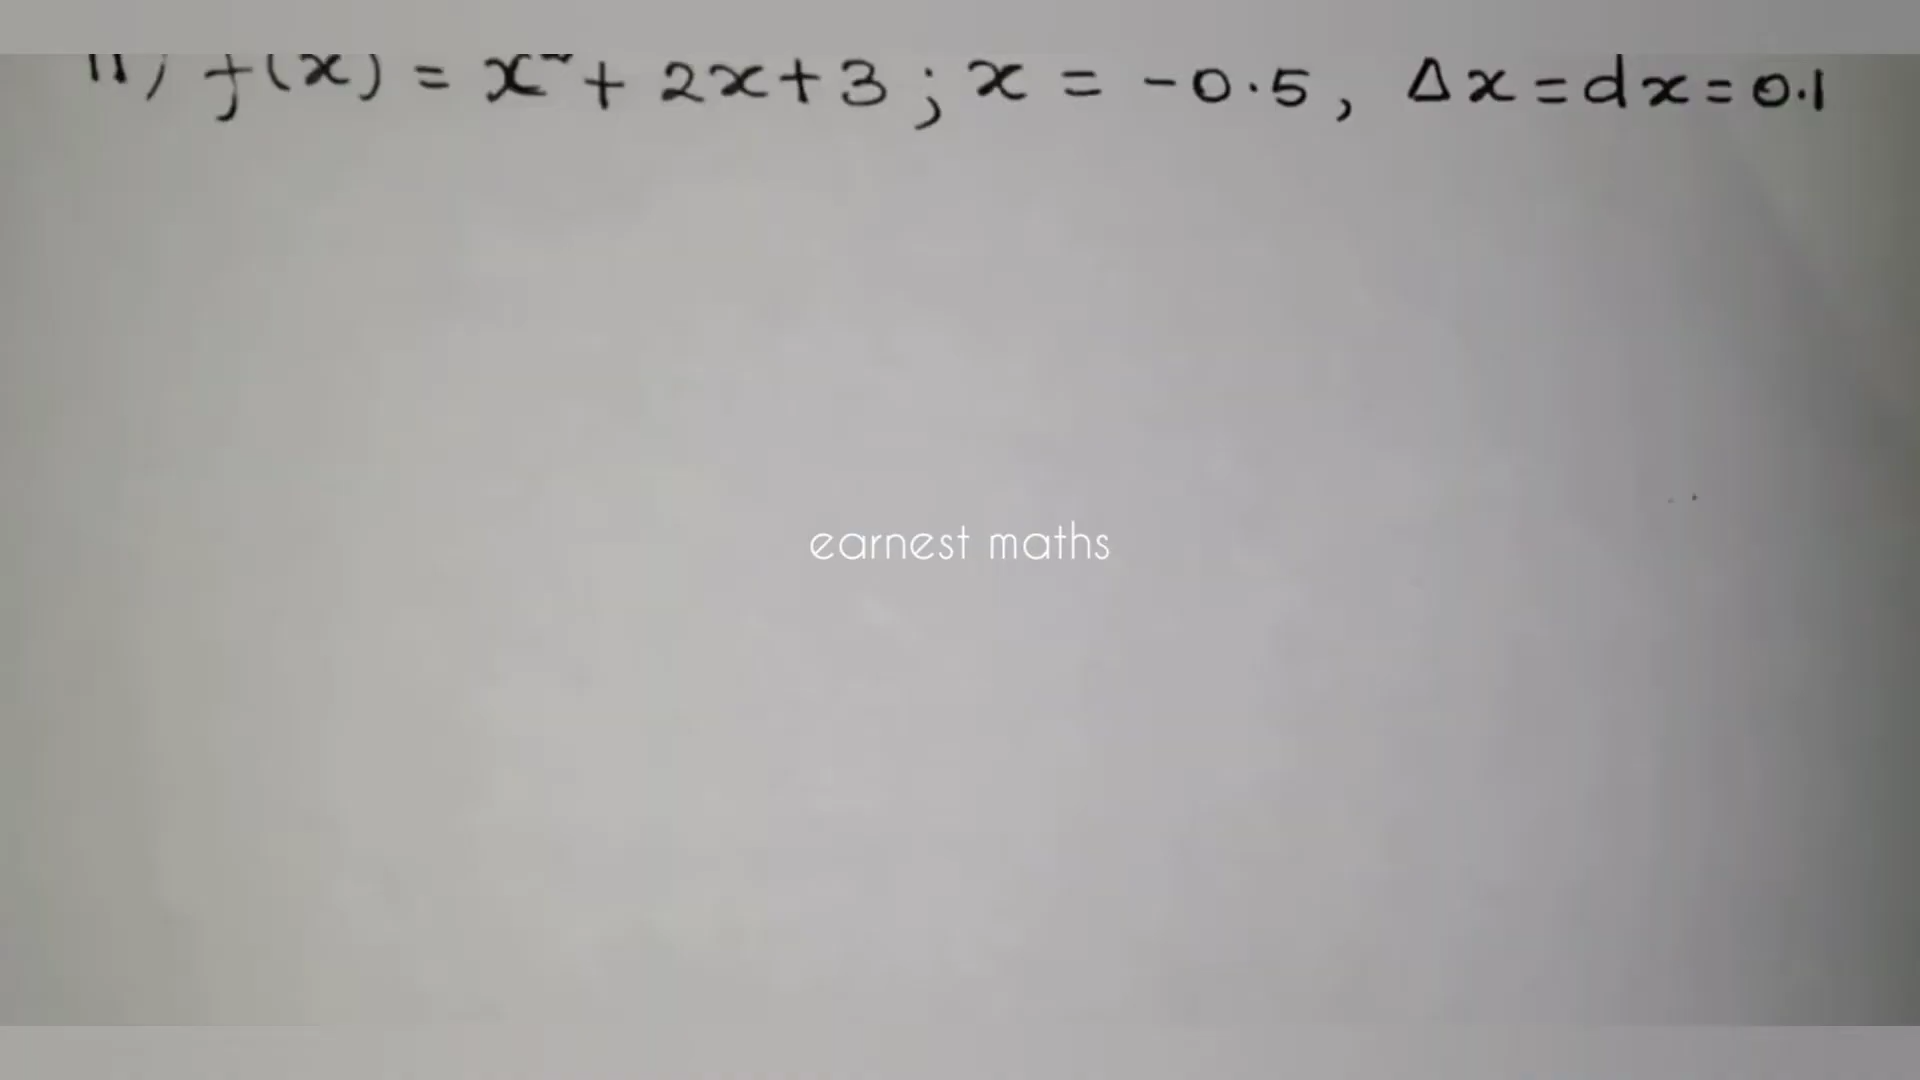 ii) f(x) = x² + 2x + 3 ; x = -0.5, Δx = dx = 0.1
earnest maths